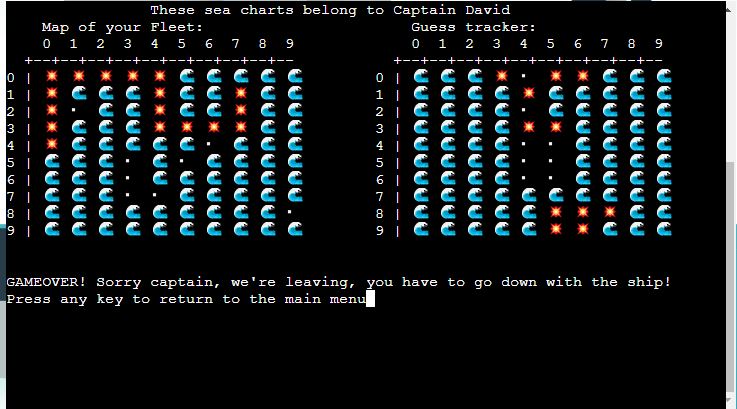 These sea charts belong to Captain David
Map of your Fleet: Guess tracker:
0 1 2 3 4 5 6 7 8 9 0 1 2 3 4 5 6 7 8 9
+--------------------------- +---------------------------
0 | 💥 💥 💥 💥 💥 🌊 🌊 🌊 🌊 🌊 0 | 🌊 🌊 🌊 💥 · 💥 💥 🌊 🌊 🌊
1 | 💥 🌊 🌊 🌊 💥 🌊 🌊 💥 🌊 🌊 1 | 🌊 🌊 🌊 🌊 💥 🌊 🌊 🌊 🌊 🌊
2 | 💥 · 🌊 🌊 💥 🌊 🌊 💥 🌊 🌊 2 | 🌊 🌊 🌊 🌊 · 🌊 🌊 🌊 🌊 🌊
3 | 💥 🌊 🌊 🌊 💥 💥 💥 💥 🌊 🌊 3 | 🌊 🌊 🌊 🌊 💥 💥 🌊 🌊 🌊 🌊
4 | 💥 🌊 🌊 🌊 🌊 🌊 · 🌊 🌊 🌊 4 | 🌊 🌊 🌊 🌊 · · 🌊 🌊 🌊 🌊
5 | 🌊 🌊 🌊 · 🌊 · 🌊 🌊 🌊 🌊 5 | 🌊 🌊 🌊 🌊 · · 🌊 🌊 🌊 🌊
6 | 🌊 🌊 🌊 · 🌊 🌊 🌊 🌊 🌊 🌊 6 | 🌊 🌊 🌊 🌊 · · 🌊 🌊 🌊 🌊
7 | 🌊 🌊 🌊 · · 🌊 🌊 🌊 🌊 🌊 7 | 🌊 🌊 🌊 🌊 🌊 🌊 🌊 🌊 🌊 🌊
8 | 🌊 🌊 🌊 🌊 🌊 🌊 🌊 🌊 🌊 · 8 | 🌊 🌊 🌊 🌊 🌊 💥 💥 💥 🌊 🌊
9 | 🌊 🌊 🌊 🌊 🌊 🌊 🌊 🌊 🌊 🌊 9 | 🌊 🌊 🌊 🌊 🌊 💥 💥 🌊 🌊 🌊
GAMEOVER! Sorry captain, we're leaving, you have to go down with the ship!
Press any key to return to the main menu